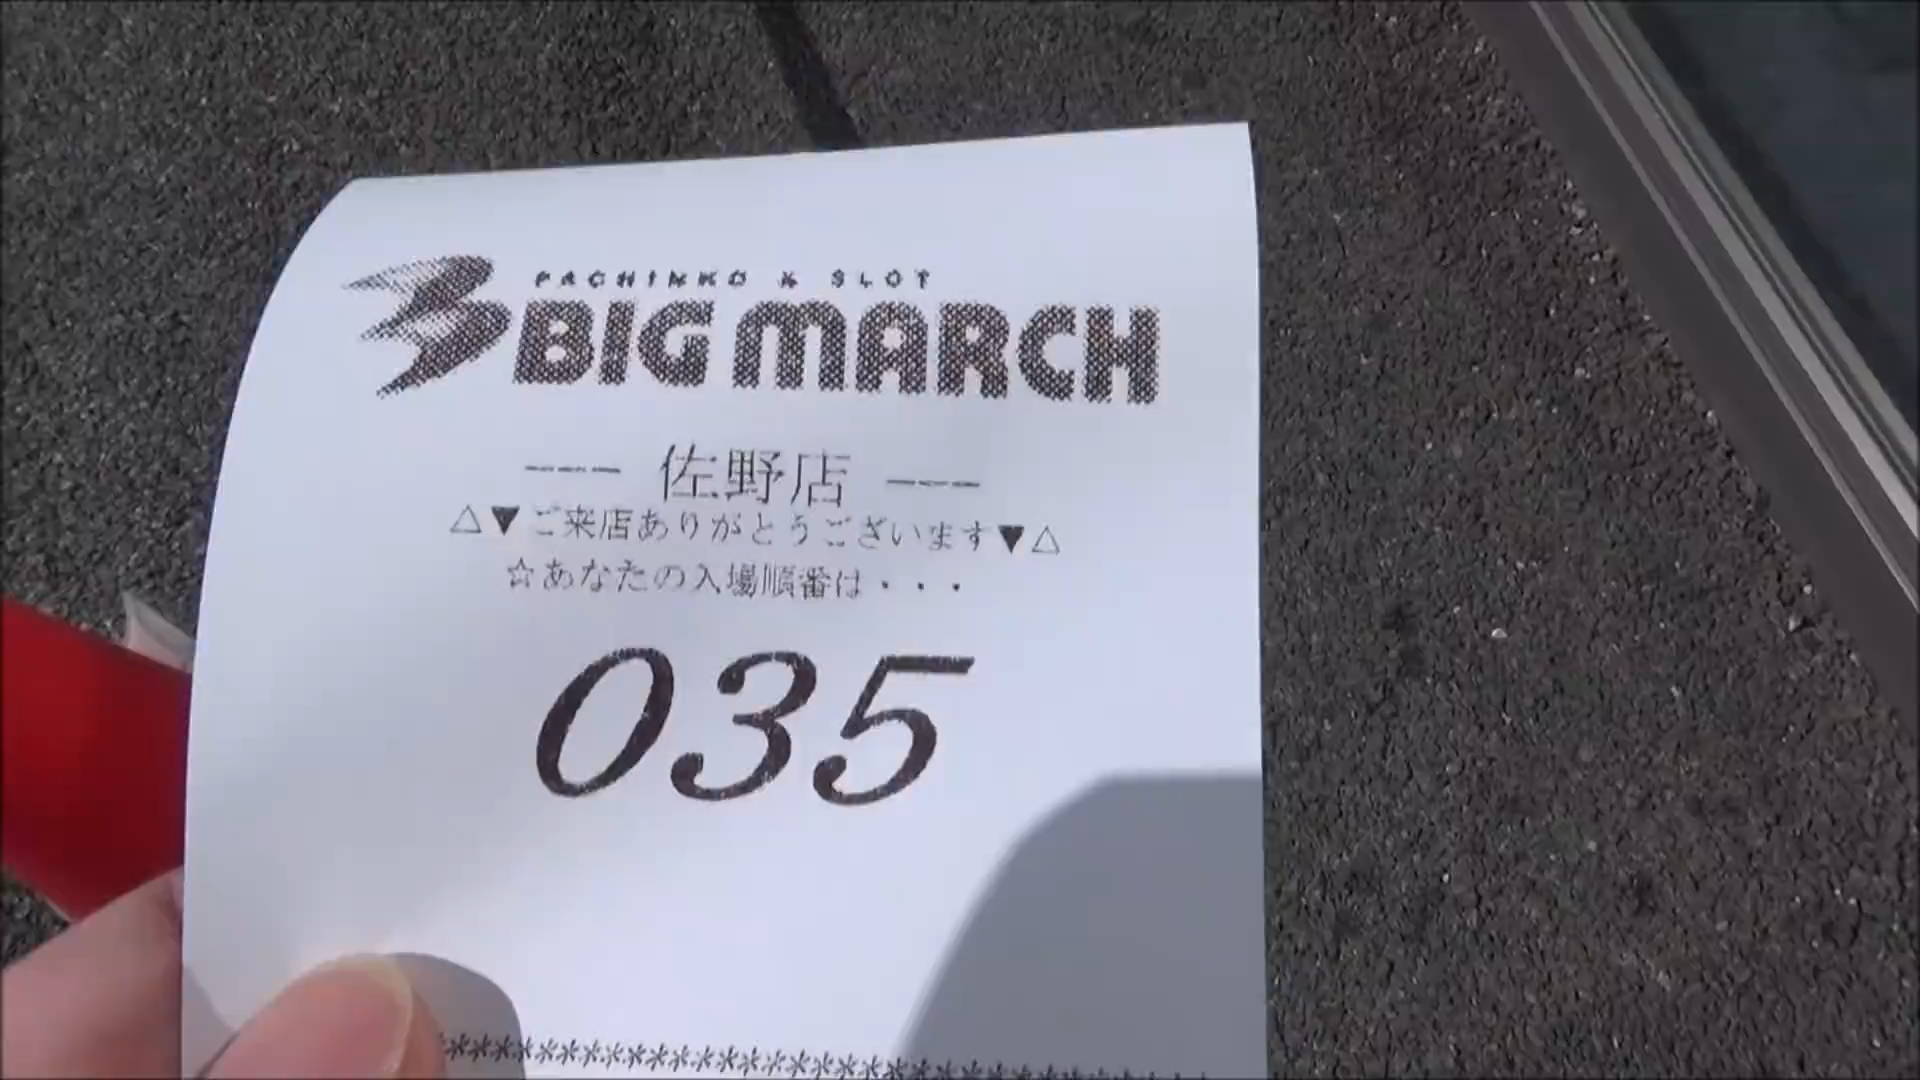 PACHINKO & SLOT
BIG MARCH
--- 佐野店 ---
△▼ご来店ありがとうございます▼△
☆あなたの入場順番は・・・
035